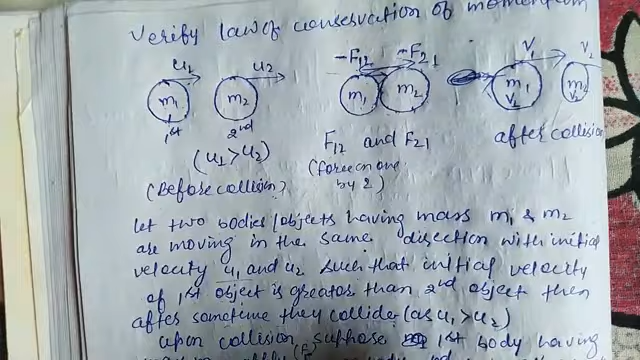 Verify law of conservation of momentum
u1 u2 -F12 -F21 V1 V2
m1 m2 m1 m2 m1 V1 m2 V2
1st 2nd
(u1 > u2) F12 and F21 after collision
(Before collision) (force on one
by 2)
Let two bodies/objects having mass m1 & m2
are moving in the same direction with initial
velocity u1 and u2 such that initial velocity
of 1st object is greater than 2nd object then
after sometime they collider (as u1 > u2)
upon collision, suppose 1st body having